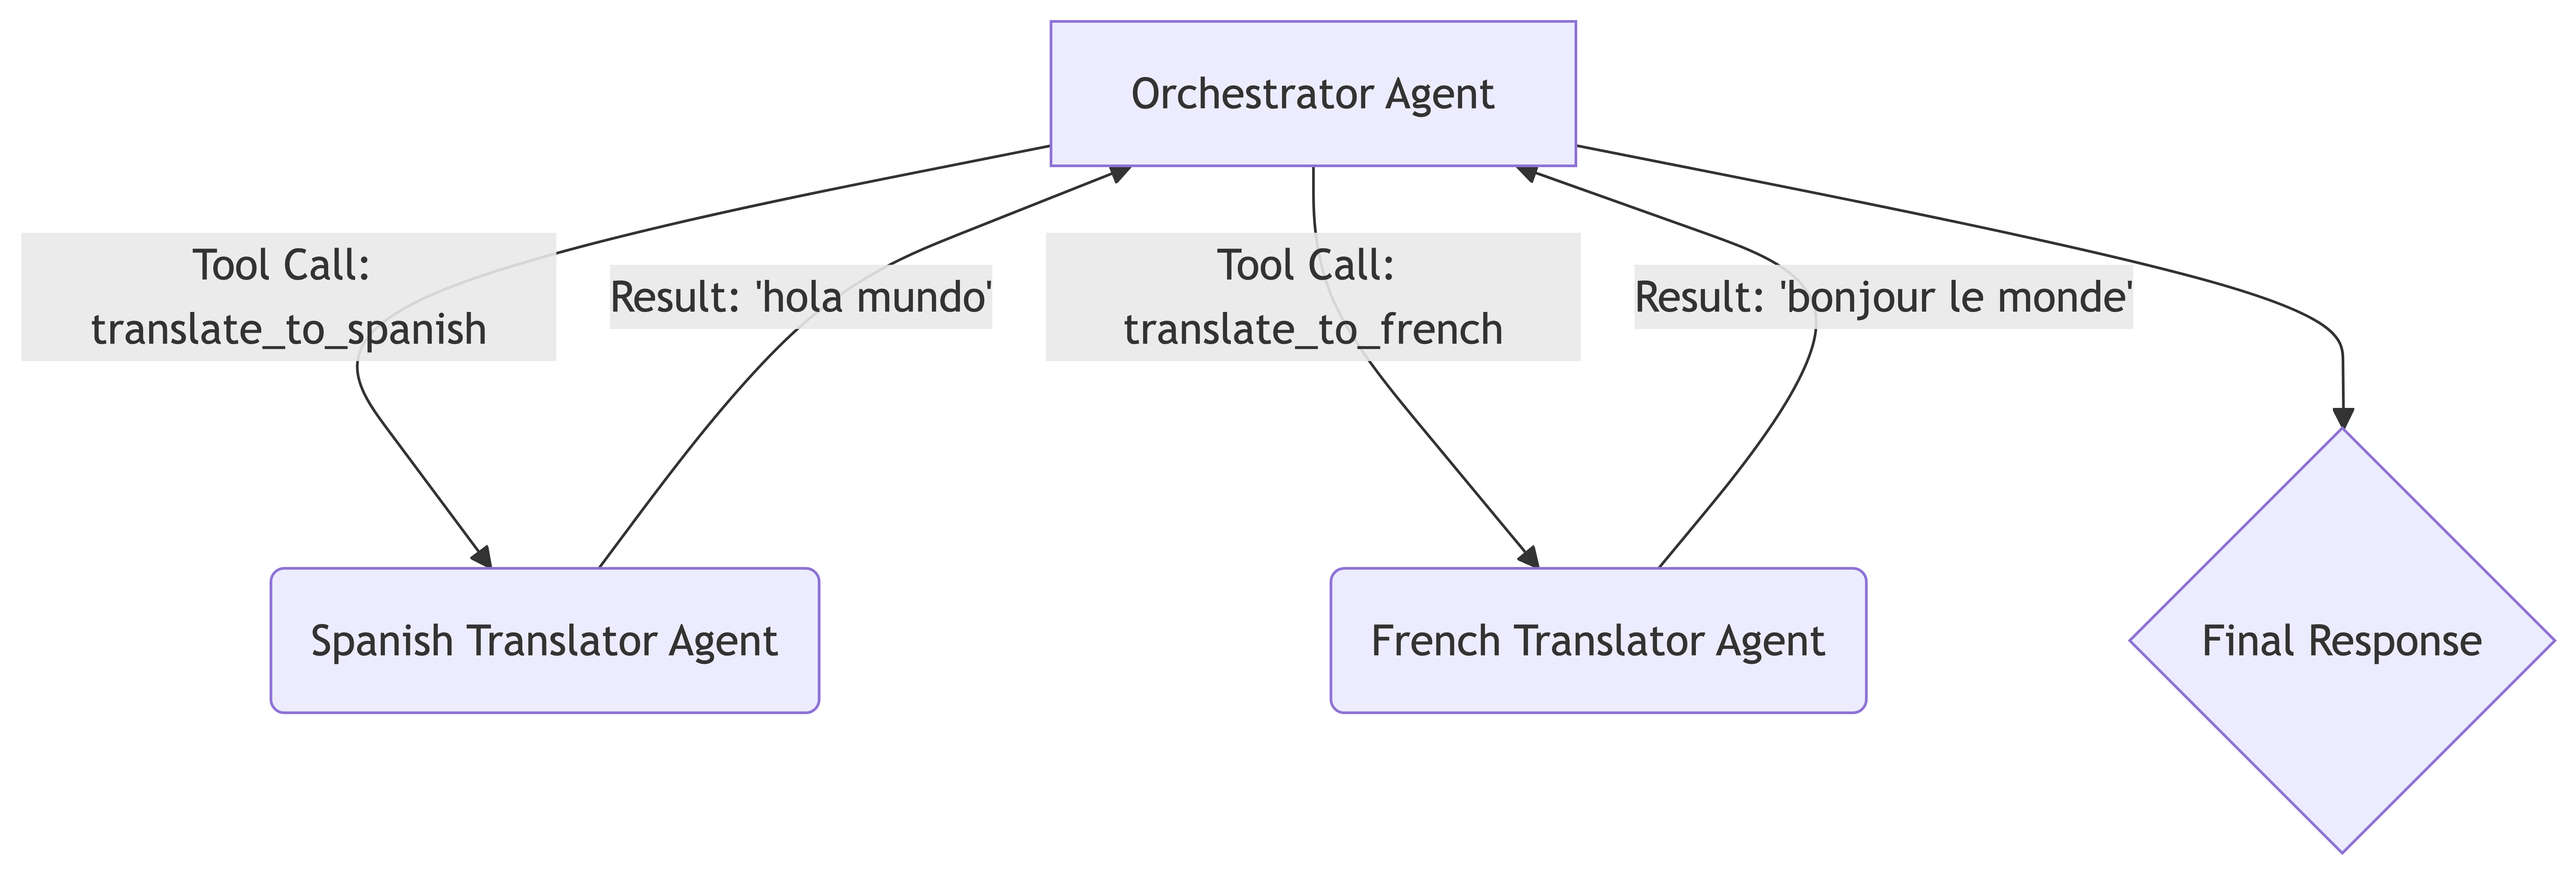 Orchestrator Agent
Tool Call:
translate_to_spanish
Result: 'hola mundo'
Tool Call:
translate_to_french
Result: 'bonjour le monde'
Spanish Translator Agent
French Translator Agent
Final Response